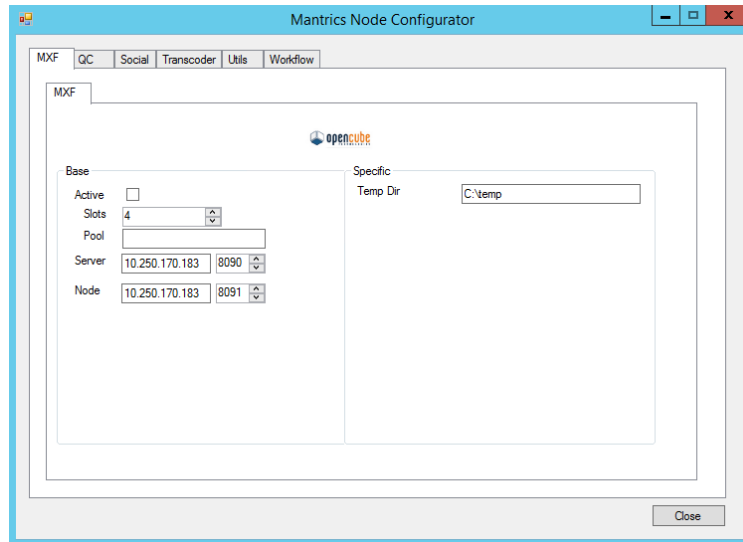 Mantrics Node Configurator
MXF QC Social Transcoder Utils Workflow
MXF
opencube
Base
Specific
Active
Temp Dir C:\temp
Slots 4
Pool
Server 10.250.170.183 8090
Node 10.250.170.183 8091
Close